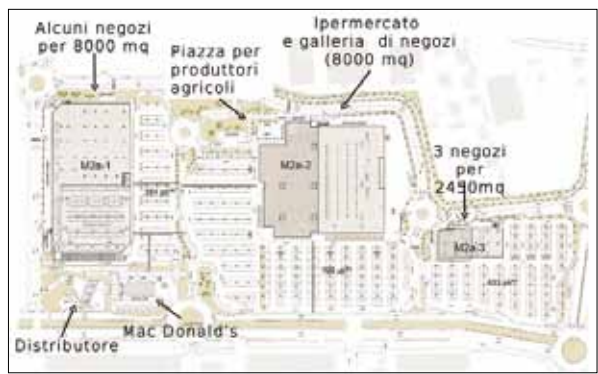 Alcuni negozi
per 8000 mq
Piazza per
produttori
agricoli
Ipermercato
e galleria di negozi
(8000 mq)
3 negozi
per
2450mq
M2a-1
M2a-2
M2a-3
Mac Donald's
Distributore